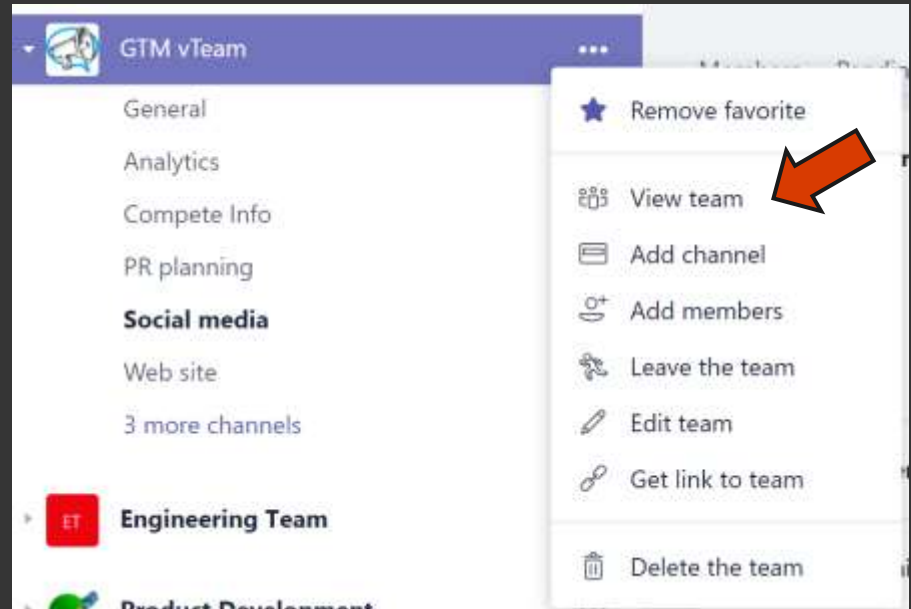 GTM vTeam
General
Analytics
Compete Info
PR planning
Social media
Web site
3 more channels
ET
Engineering Team
Product Development
Remove favorite
View team
Add channel
Add members
Leave the team
Edit team
Get link to team
Delete the team